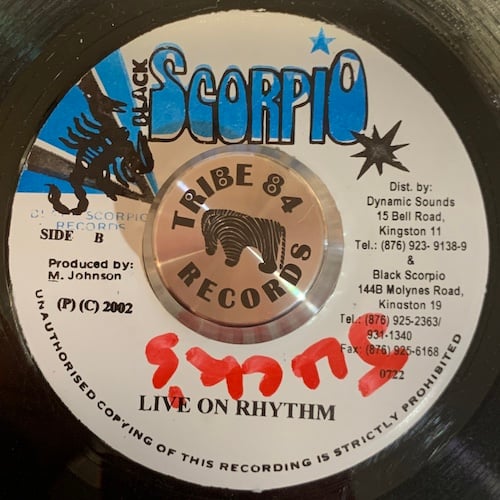 BLACK
SCORPIO
SCORPIO
RECORDS
SIDE B
Produced by:
M. Johnson
(P) (C) 2002
TRIBE 84
RECORDS
Dist. by:
Dynamic Sounds
15 Bell Road,
Kingston 11
Tel.: (876) 923- 9138-9
&
Black Scorpio
144B Molynes Road,
Kingston 19
Tel.: (876) 925-2363/
931-1340
Fax: (876) 925-6168
0722
LIVE ON RHYTHM
UNAUTHORISED COPYING OF THIS RECORDING IS STRICTLY PROHIBITED